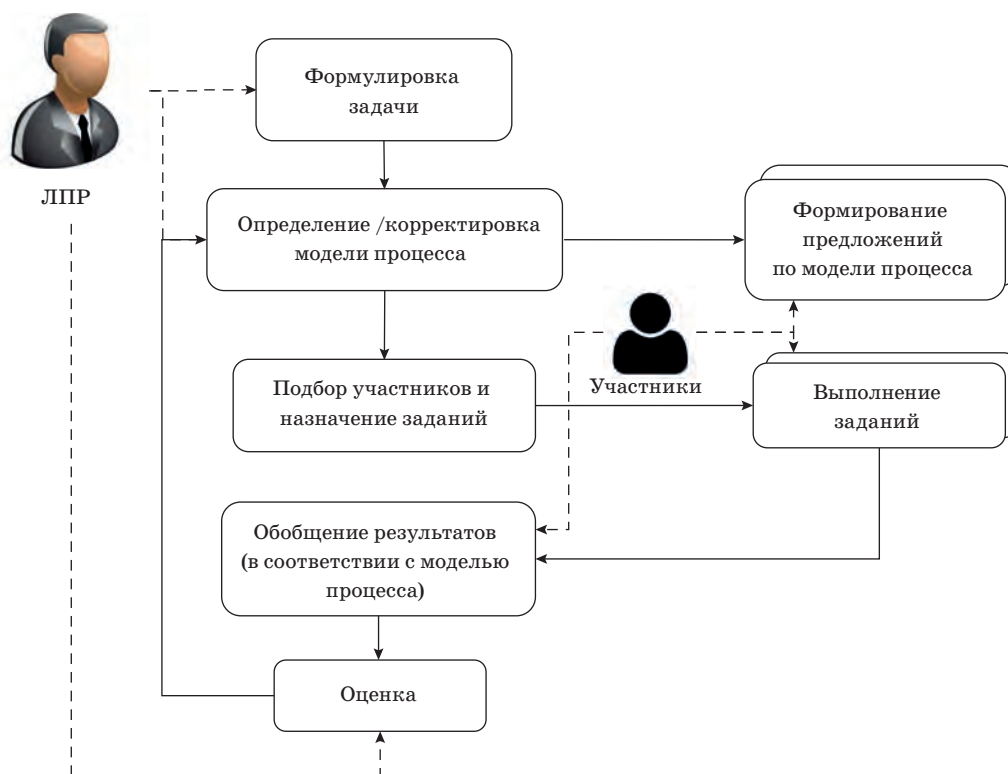 Формулировка
задачи
ЛПР
Определение /корректировка
модели процесса
Формирование
предложений
по модели процесса
Участники
Подбор участников и
назначение заданий
Выполнение
заданий
Обобщение результатов
(в соответствии с моделью
процесса)
Оценка